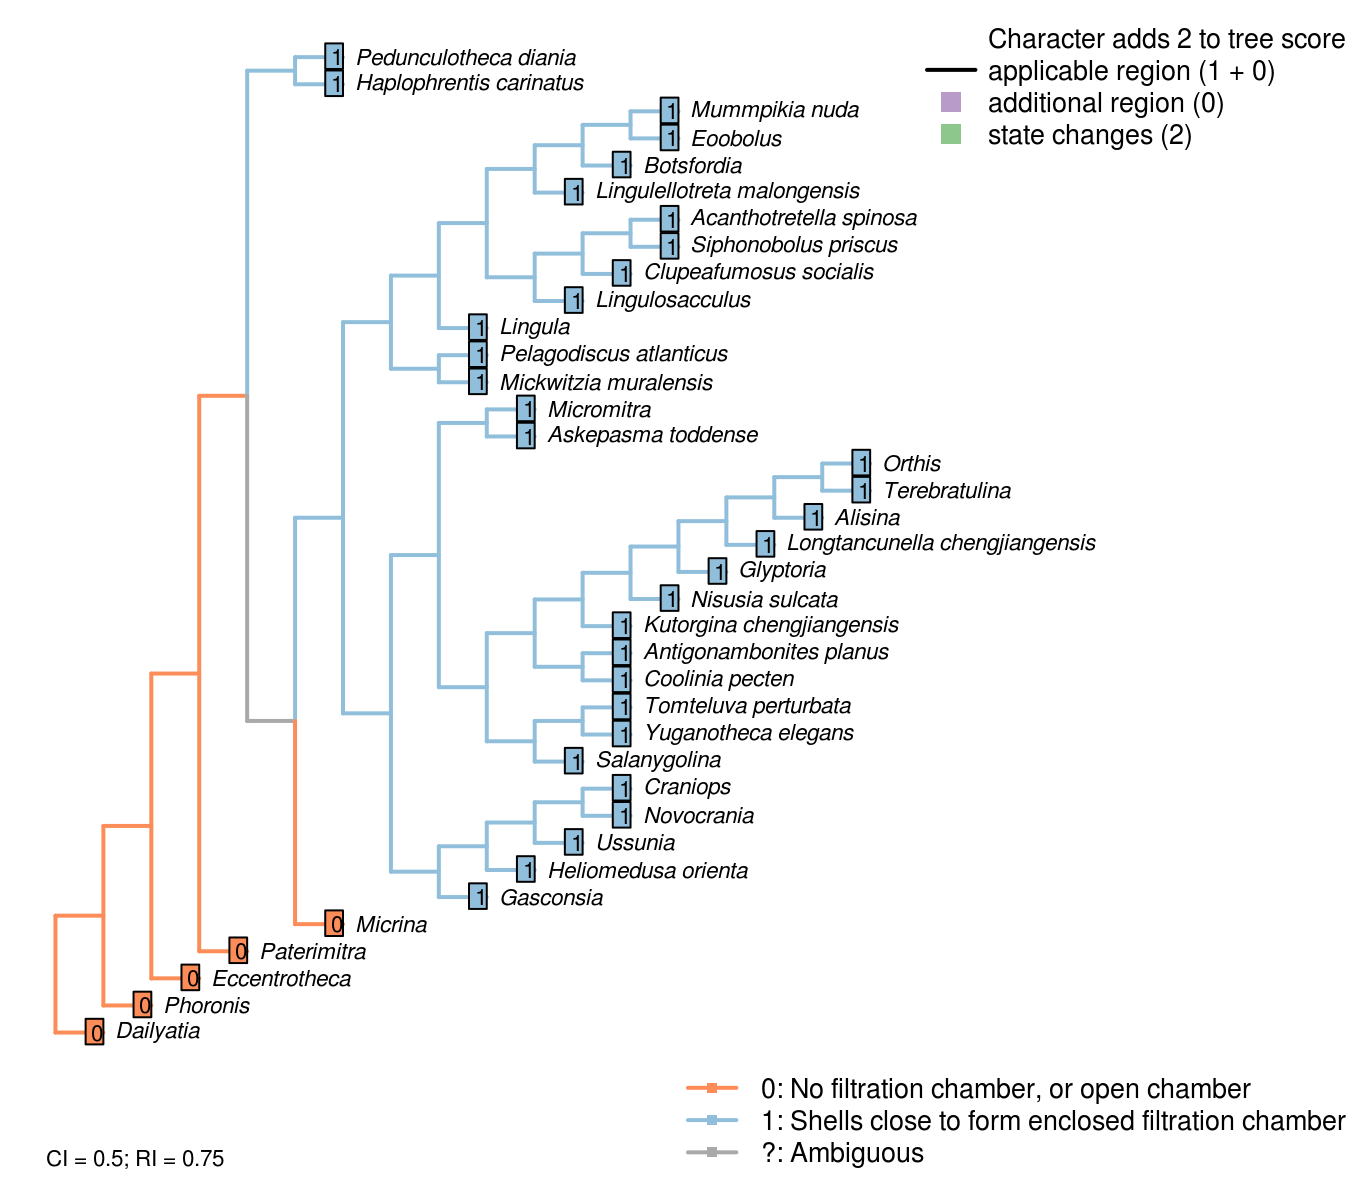 Character adds 2 to tree score
applicable region (1 + 0)
additional region (0)
state changes (2)
1 Pedunculotheca diania
1 Haplophrentis carinatus
1 Mummpikia nuda
1 Eoobolus
1 Botsfordia
1 Lingulellotreta malongensis
1 Acanthotretella spinosa
1 Siphonobolus priscus
1 Clupeafumosus socialis
1 Lingulosacculus
1 Lingula
1 Pelagodiscus atlanticus
1 Mickwitzia muralensis
1 Micromitra
1 Askepasma toddense
1 Orthis
1 Terebratulina
1 Alisina
1 Longtancunella chengjiangensis
1 Glyptoria
1 Nisusia sulcata
1 Kutorgina chengjiangensis
1 Antigonambonites planus
1 Coolinia pecten
1 Tomteluva perturbata
1 Yuganotheca elegans
1 Salanygolina
1 Craniops
1 Novocrania
1 Ussunia
1 Heliomedusa orienta
1 Gasconsia
0 Micrina
0 Paterimitra
0 Eccentrotheca
0 Phoronis
0 Dailyatia
0: No filtration chamber, or open chamber
1: Shells close to form enclosed filtration chamber
?: Ambiguous
CI = 0.5; RI = 0.75